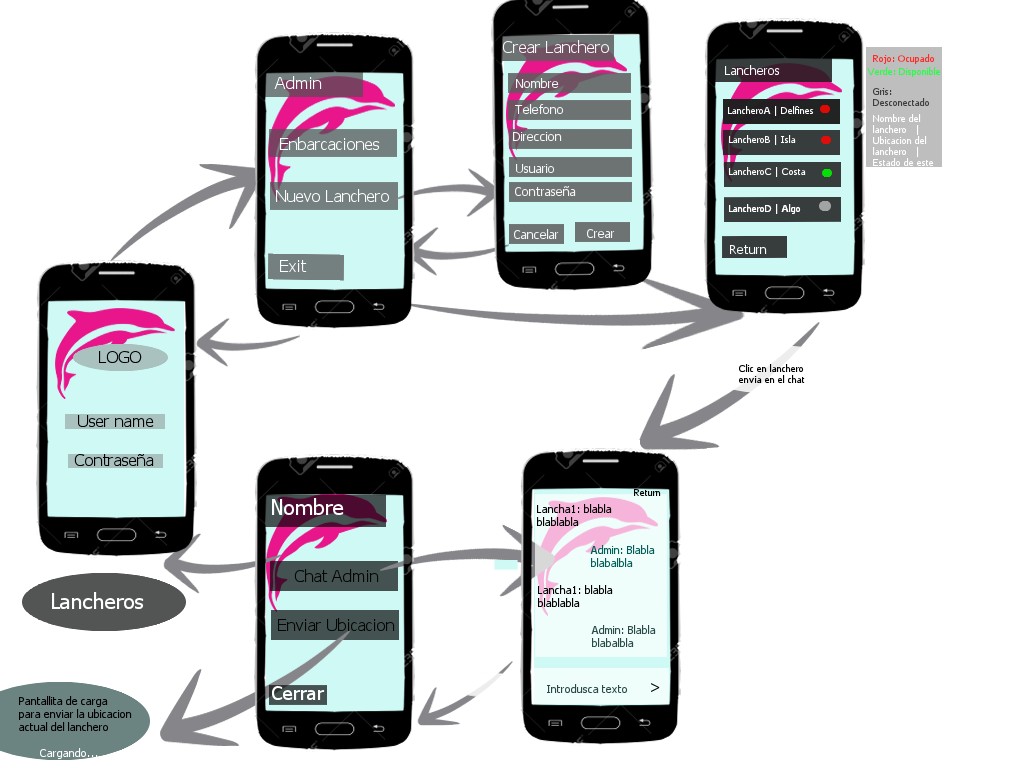 Admin
Enbarcaciones
Nuevo Lanchero
Exit
Crear Lanchero
Nombre
Telefono
Direccion
Usuario
Contraseña
Cancelar
Crear
Lancheros
LancheroA | Delfines
LancheroB | Isla
LancheroC | Costa
LancheroD | Algo
Return
Rojo: Ocupado
Verde: Disponible
Gris:
Desconectado
Nombre del
lanchero |
Ubicacion del
lanchero |
Estado de este
LOGO
User name
Contraseña
Clic en lanchero
envia en el chat
Lancheros
Pantallita de carga
para enviar la ubicacion
actual del lanchero
Cargando...
Nombre
Chat Admin
Enviar Ubicacion
Cerrar
Return
Lancha1: blabla
blablabla
Admin: Blabla
blabalbla
Lancha1: blabla
blablabla
Admin: Blabla
blabalbla
Introdusca texto >